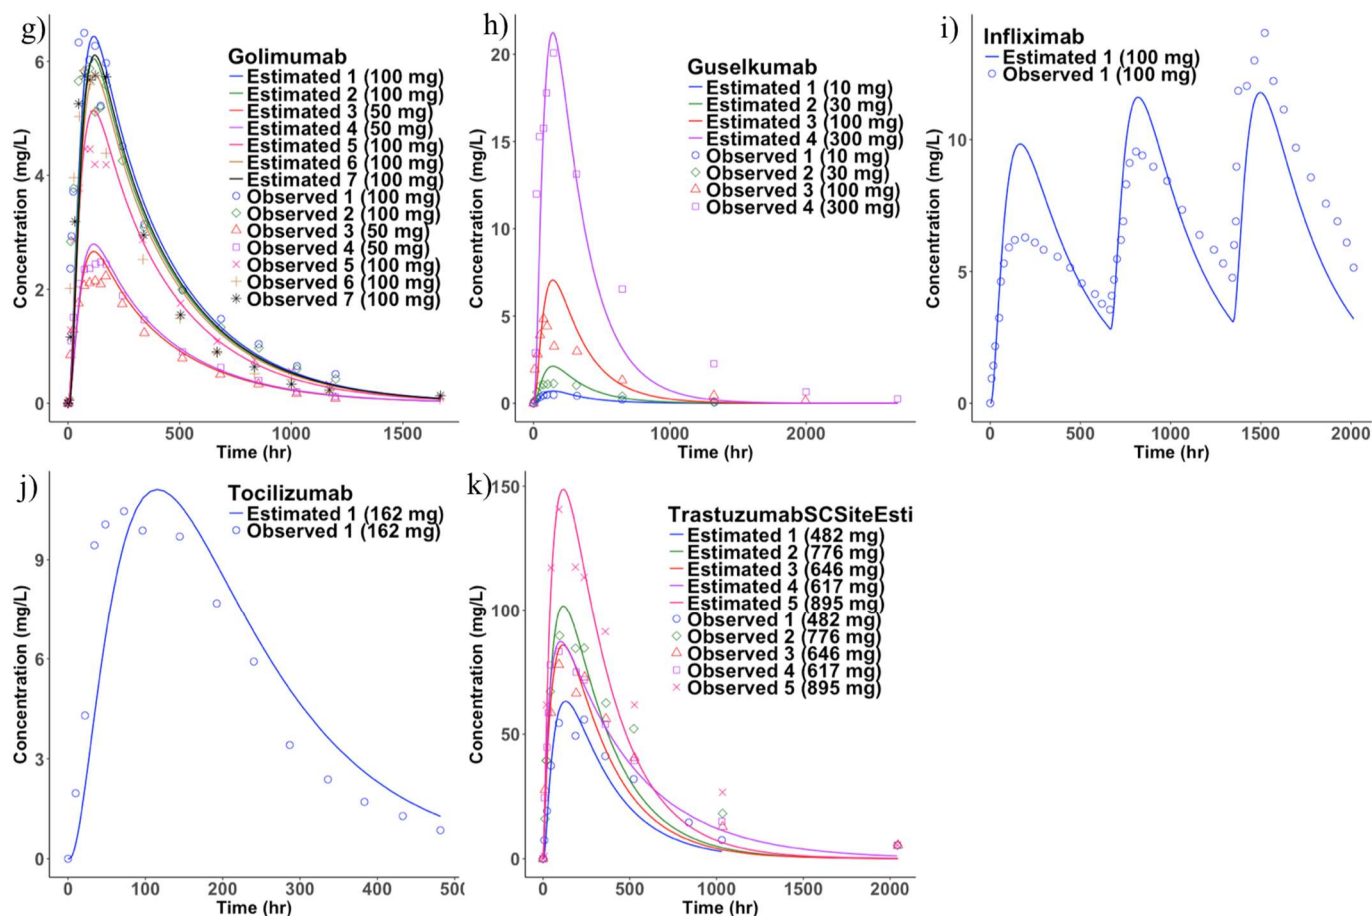 g)
Golimumab
Estimated 1 (100 mg)
Estimated 2 (100 mg)
Estimated 3 (50 mg)
Estimated 4 (50 mg)
Estimated 5 (100 mg)
Estimated 6 (100 mg)
Estimated 7 (100 mg)
Observed 1 (100 mg)
Observed 2 (100 mg)
Observed 3 (50 mg)
Observed 4 (50 mg)
Observed 5 (100 mg)
Observed 6 (100 mg)
Observed 7 (100 mg)
Concentration (mg/L)
6
4
2
0
0 500 1000 1500
Time (hr)
h)
Guselkumab
Estimated 1 (10 mg)
Estimated 2 (30 mg)
Estimated 3 (100 mg)
Estimated 4 (300 mg)
Observed 1 (10 mg)
Observed 2 (30 mg)
Observed 3 (100 mg)
Observed 4 (300 mg)
Concentration (mg/L)
20
15
10
5
0
0 1000 2000
Time (hr)
i)
Infliximab
Estimated 1 (100 mg)
Observed 1 (100 mg)
Concentration (mg/L)
10
5
0
0 500 1000 1500 2000
Time (hr)
j)
Tocilizumab
Estimated 1 (162 mg)
Observed 1 (162 mg)
Concentration (mg/L)
9
6
3
0
0 100 200 300 400 500
Time (hr)
k)
TrastuzumabSCSiteEsti
Estimated 1 (482 mg)
Estimated 2 (776 mg)
Estimated 3 (646 mg)
Estimated 4 (617 mg)
Estimated 5 (895 mg)
Observed 1 (482 mg)
Observed 2 (776 mg)
Observed 3 (646 mg)
Observed 4 (617 mg)
Observed 5 (895 mg)
Concentration (mg/L)
150
100
50
0
0 500 1000 1500 2000
Time (hr)